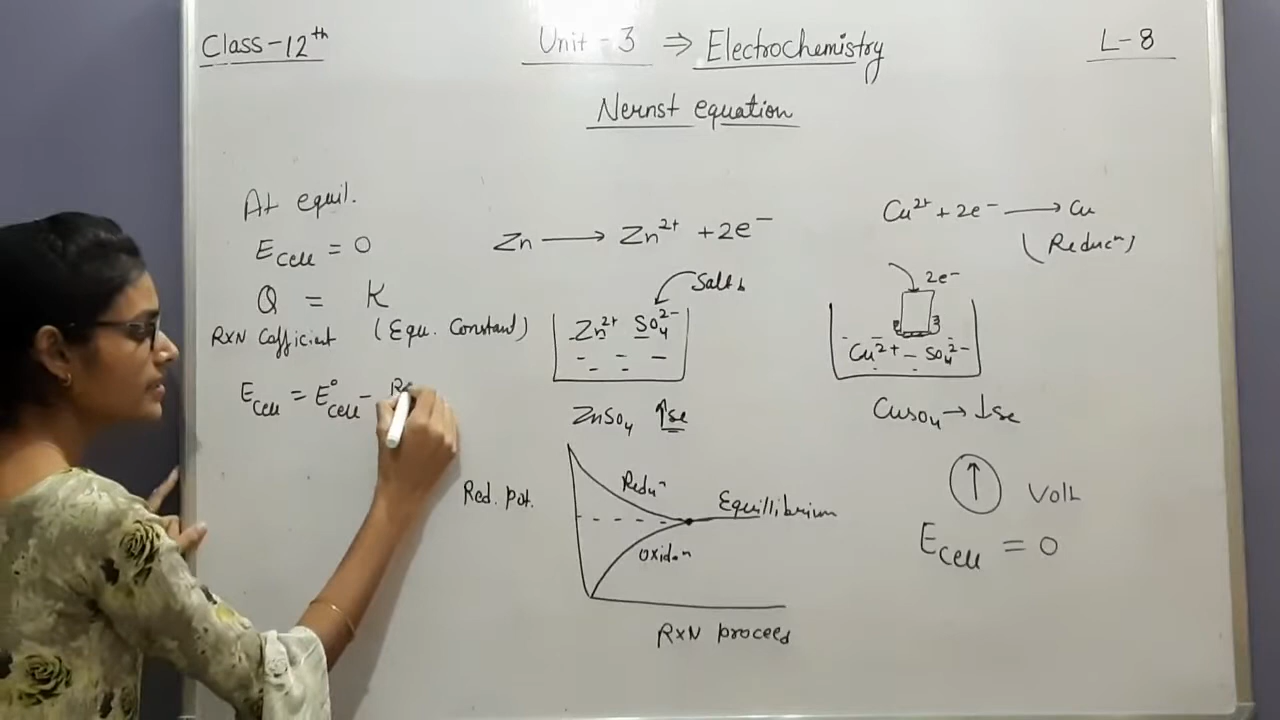 Class-12th
Unit - 3 ⇒ Electrochemistry
L-8
Nernst equation
At equil.
Ecell = 0
Q = K
RXN Cofficient (Equ. Constant)
Ecell = E°cell -
Zn ⟶ Zn²⁺ + 2e⁻
Salt b
Zn²⁺ SO₄²⁻
ZnSO₄ ↑se
Cu²⁺ + 2e⁻ ⟶ Cu
(Reducⁿ)
2e⁻
Cu²⁺ - SO₄²⁻
CuSO₄ → ↓se
Red. pot.
Reduⁿ
Equillibrium
Oxidⁿ
RXN proceed
↑ Volt
Ecell = 0